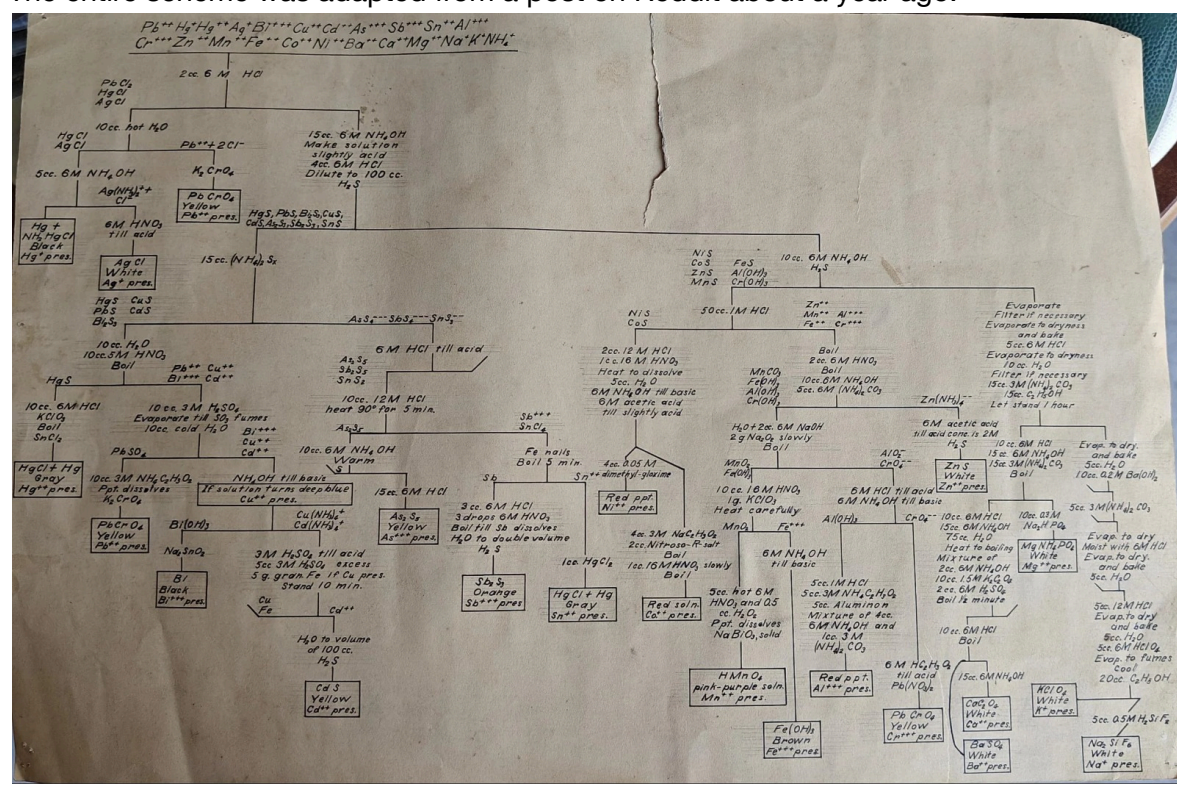 The entire scheme was adapted from a post on Reddit about a year ago.
Pb++ Hg+ Hg++ Ag+ Bi+++ Cu++ Cd++ As+++ Sb+++ Sn++ Al+++
Cr+++ Zn++ Mn++ Fe++ Co++ Ni++ Ba++ Ca++ Mg++ Na+ K+ NH4+
2cc. 6 M HCl
PbCl2
HgCl
AgCl
10cc. hot H2O
HgCl
AgCl
Pb+++2Cl-
5cc. 6M NH4OH
K2CrO4
PbCrO4
Yellow
Pb++ pres.
Hg +
NH2HgCl
Black
Hg+ pres.
6M HNO3
till acid
AgCl
White
Ag+ pres.
15cc. 6M NH4OH
Make solution
slightly acid
4cc. 6M HCl
Dilute to 100 cc.
H2S
HgS, PbS, Bi2S3, CuS,
CdS, As2S3, Sb2S3, SnS
15cc. (NH4)2Sx
HgS CuS
PbS CdS
Bi2S3
10cc. H2O
10cc. 5M HNO3
Boil
HgS
Pb++ Cu++
Bi+++ Cd++
10cc. 6M HCl
KClO3
Boil
SnCl2
HgCl + Hg
Gray
Hg++ pres.
10cc. 3M H2SO4
Evaporate till SO3 fumes
10cc. cold H2O
PbSO4
Bi+++
Cu++
Cd++
10cc. 3M NH4C2H3O2
Ppt. dissolves
K2CrO4
PbCrO4
Yellow
Pb++ pres.
NH4OH till basic
If solution turns deep blue
Cu++ pres.
Bi(OH)3
Na2SnO2
Bi
Black
Bi+++ pres.
3M H2SO4 till acid
5cc. 3M H2SO4 excess
5 g. gran. Fe if Cu pres.
Stand 10 min.
Cu
Fe
Cd++
H2O to volume
of 100 cc.
H2S
CdS
Yellow
Cd++ pres.
6M HCl till acid
As2S5
Sb2S5
SnS2
10cc. 12M HCl
heat 90° for 5 min.
As2S5
Sb+++
SnCl4
10cc. 6M NH4OH
Warm
S
15cc. 6M HCl
As2S5
Yellow
As+++ pres.
Fe nails
Boil 5 min.
Sb
Sn++
3cc. 6M HCl
3 drops 6M HNO3
Boil till Sb dissolves
H2O to double volume
H2S
Sb2S3
Orange
Sb+++ pres
1cc. HgCl2
HgCl + Hg
Gray
Sn++ pres.
NiS
CoS FeS
ZnS Al(OH)3
MnS Cr(OH)3
10cc. 6M NH4OH
H2S
50cc. 1M HCl
NiS
CoS
2cc. 12 M HCl
1cc. 16 M HNO3
Heat to dissolve
5cc. H2O
6M NH4OH till basic
6M acetic acid
till slightly acid
4cc. 0.05 M
dimethyl-glyoxime
Red ppt.
Ni++ pres.
4cc. 3M NaC2H3O2
2cc. Nitroso-R-salt
Boil
1cc. 16M HNO3 slowly
Boil
Red soln.
Co++ pres.
Zn++
Mn++ Al+++
Fe++ Cr+++
Boil
2cc. 6M HNO3
Boil
10cc. 6M NH4OH
5cc. 6M (NH4)2CO3
MnCO3
Fe(OH)3
Al(OH)3
Cr(OH)3
6M acetic acid
till acid conc. is 2M
H2S
ZnS
White
Zn++ pres.
H2O+2cc. 6M NaOH
2g Na2O2 slowly
Boil
MnO2
Fe(OH)3
AlO2-
CrO4--
10cc. 16M HNO3
1g. KClO3
Heat carefully
MnO2
Fe+++
6M NH4OH
till basic
5cc. hot 6M
HNO3 and 0.5
cc. H2O2
Ppt. dissolves
NaBiO3, solid
HMnO4
pink-purple soln.
Mn++ pres.
Fe(OH)3
Brown
Fe+++ pres.
6M HCl till acid
6M NH4OH till basic
Al(OH)3
CrO4--
5cc. 1M HCl
5cc. 3M NH4C2H3O2
5cc. Aluminon
Mixture of 4cc.
6M NH4OH and
1cc. 3 M
(NH4)2 CO3
Red ppt.
Al+++ pres.
6 M HC2H3O2
till acid
Pb(NO3)2
PbCrO4
Yellow
Cr+++ pres.
Evaporate
Filter if necessary
Evaporate to dryness
and bake
5cc. 6M HCl
Evaporate to dryness
10cc. H2O
Filter if necessary
15cc. 3M (NH4)2 CO3
15cc. C2H5OH
Let stand 1 hour
10cc. 6M HCl
15cc. 6M NH4OH
15cc. 3M (NH4)2CO3
Boil
10cc. 0.3M
Na2HPO4
MgNH4PO4
White
Mg++ pres.
10cc. 6M HCl
15cc. 6M NH4OH
75cc. H2O
Heat to boiling
Mixture of
2cc. 6M NH4OH
10cc. 1.5M K2C2O4
2cc. 6M H2SO4
Boil ½ minute
10cc. 6M HCl
Boil
15cc. 6M NH4OH
CaC2O4
White
Ca++ pres.
BaSO4
White
Ba++ pres.
Evap. to dry.
and bake
5cc. H2O
10cc. 0.2M Ba(OH)2
5cc. 3M (NH4)2 CO3
Evap. to dry
Moist with 6M HCl
Evap. to dry.
and bake
5cc. H2O
5cc. 12M HCl
Evap. to dry
and bake
5cc. H2O
5cc. 6M HClO4
Evap. to fumes
Cool
20cc. C2H5OH
KClO4
White
K+ pres.
5cc. 0.5M H2SiF6
Na2SiF6
White
Na+ pres.